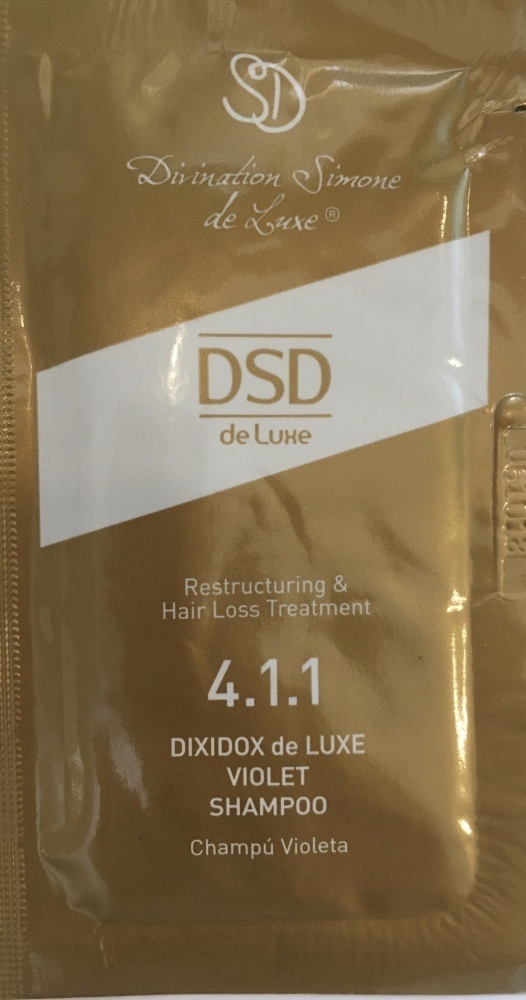 SD
Divination Simone
de Luxe®
DSD
de Luxe
Restructuring &
Hair Loss Treatment
4.1.1
DIXIDOX de LUXE
VIOLET
SHAMPOO
Champú Violeta